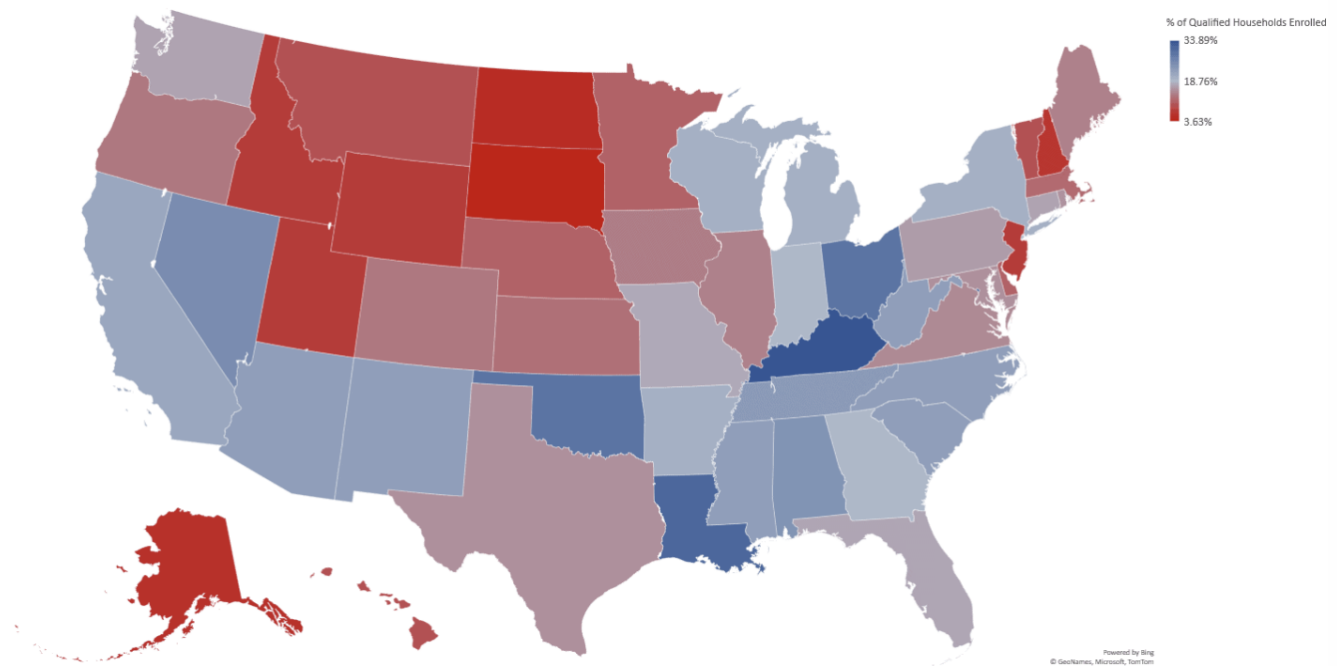 % of Qualified Households Enrolled
33.89%
18.76%
3.63%
Powered by Bing
© GeoNames, Microsoft, TomTom